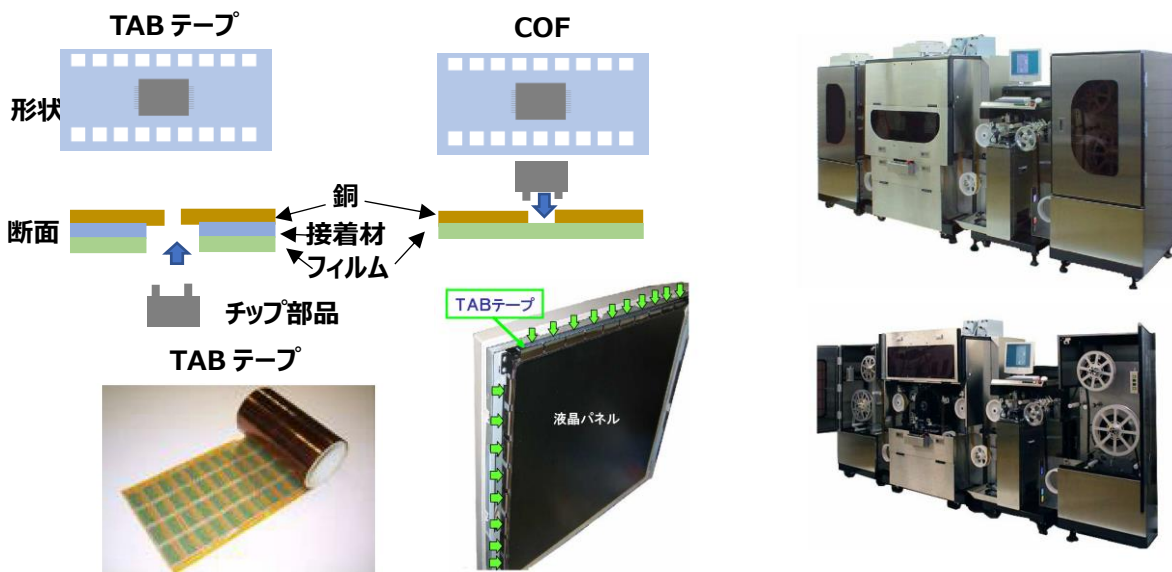 TAB テープ
COF
形状
断面
銅
接着材
フィルム
チップ部品
TAB テープ
TABテープ
液晶パネル